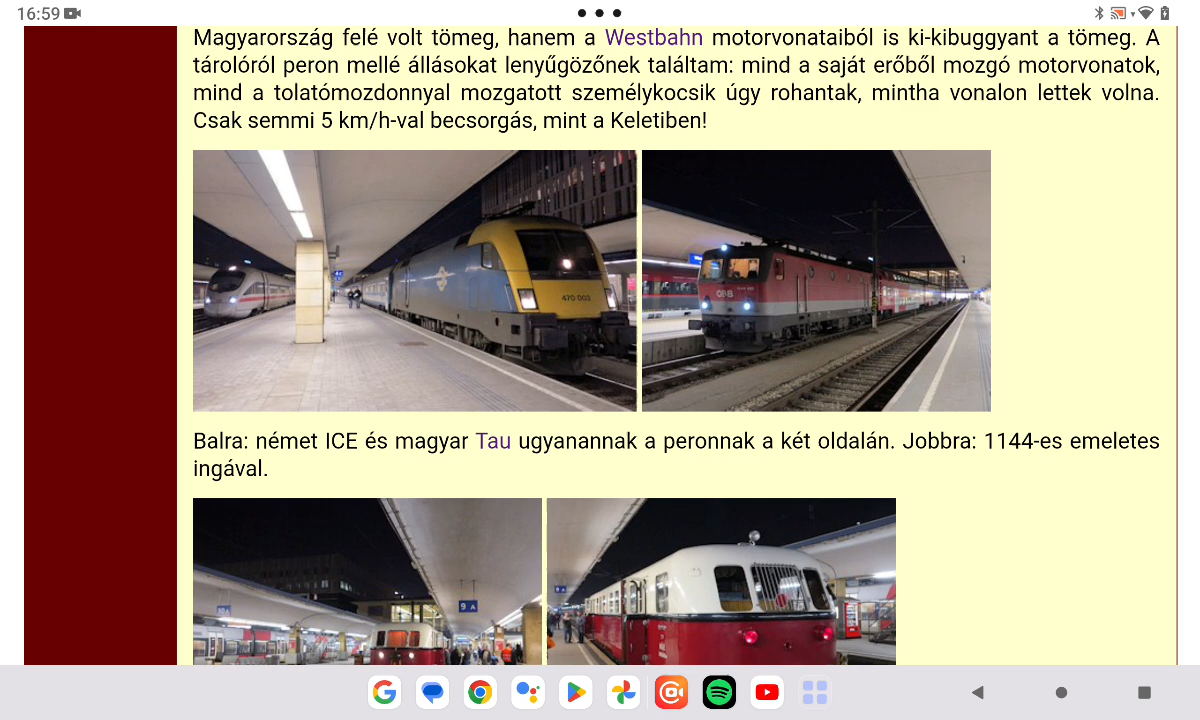 16:59
Magyarország felé volt tömeg, hanem a Westbahn motorvonataiból is ki-kibuggyant a tömeg. A
tárolóról peron mellé állásokat lenyűgözőnek találtam: mind a saját erőből mozgó motorvonatok,
mind a tolatómozdonnyal mozgatott személykocsik úgy rohantak, mintha vonalon lettek volna.
Csak semmi 5 km/h-val becsorgás, mint a Keletiben!
470 003
ÖBB
Balra: német ICE és magyar Tau ugyanannak a peronnak a két oldalán. Jobbra: 1144-es emeletes
ingával.
9 A
9 A